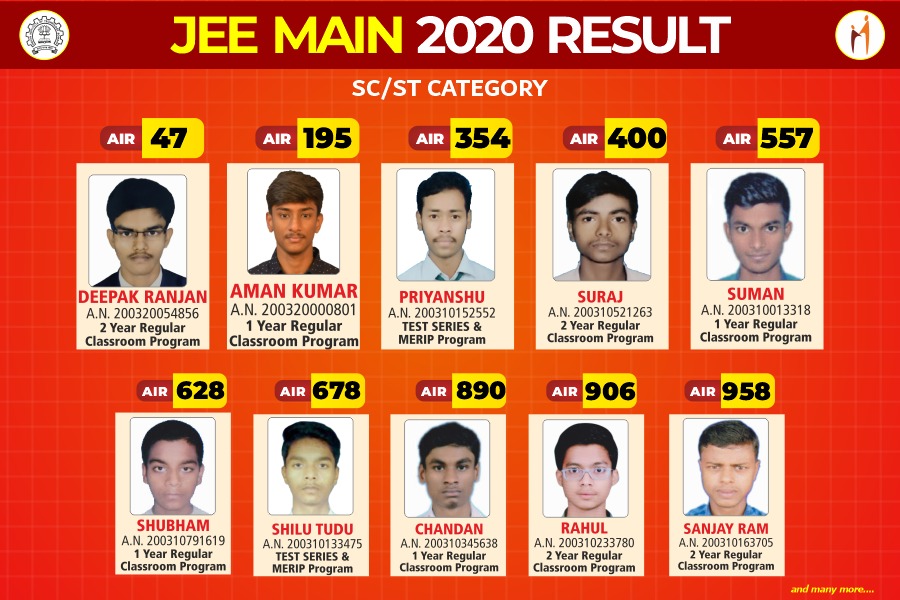 JEE MAIN 2020 RESULT
SC/ST CATEGORY
AIR 47
DEEPAK RANJAN
A.N. 200320054856
2 Year Regular
Classroom Program
AIR 195
AMAN KUMAR
A.N. 200320000801
1 Year Regular
Classroom Program
AIR 354
PRIYANSHU
A.N. 200310152552
TEST SERIES &
MERIP Program
AIR 400
SURAJ
A.N. 200310521263
2 Year Regular
Classroom Program
AIR 557
SUMAN
A.N. 200310013318
1 Year Regular
Classroom Program
AIR 628
SHUBHAM
A.N. 200310791619
1 Year Regular
Classroom Program
AIR 678
SHILU TUDU
A.N. 200310133475
TEST SERIES &
MERIP Program
AIR 890
CHANDAN
A.N. 200310345638
1 Year Regular
Classroom Program
AIR 906
RAHUL
A.N. 200310233780
2 Year Regular
Classroom Program
AIR 958
SANJAY RAM
A.N. 200310163705
2 Year Regular
Classroom Program
and many more....